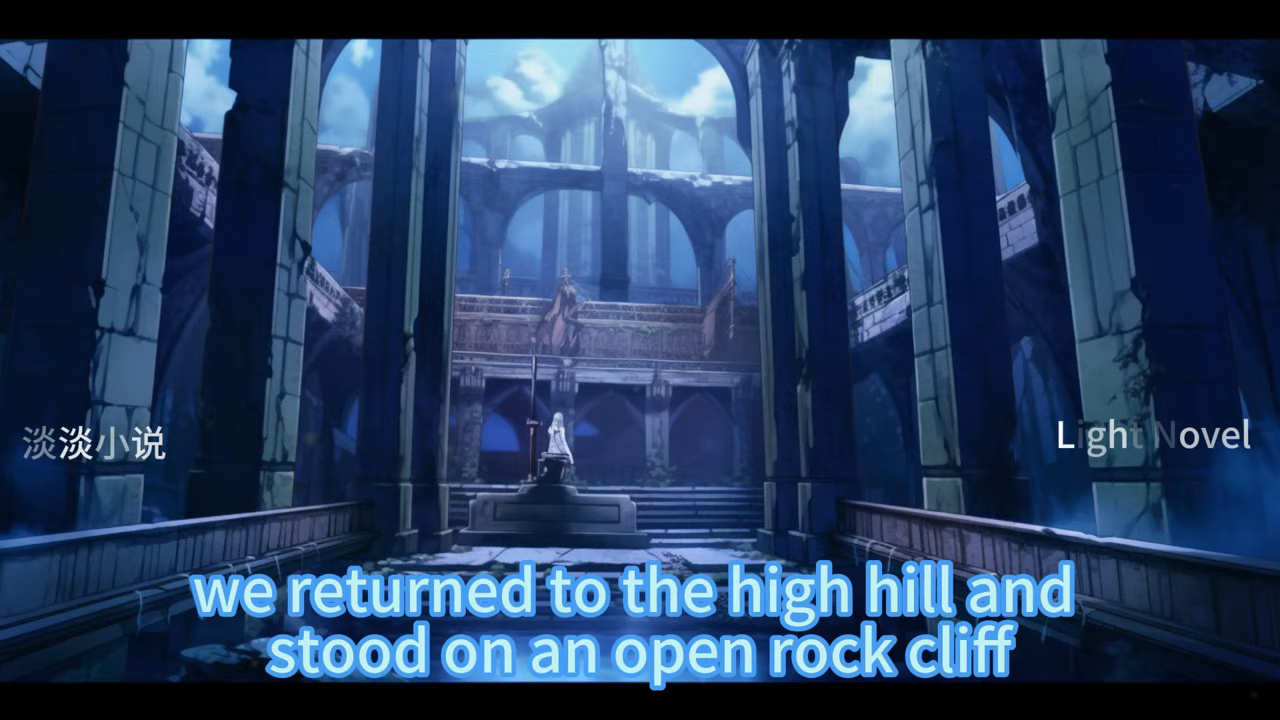 淡淡小说
Light Novel
we returned to the high hill and
stood on an open rock cliff